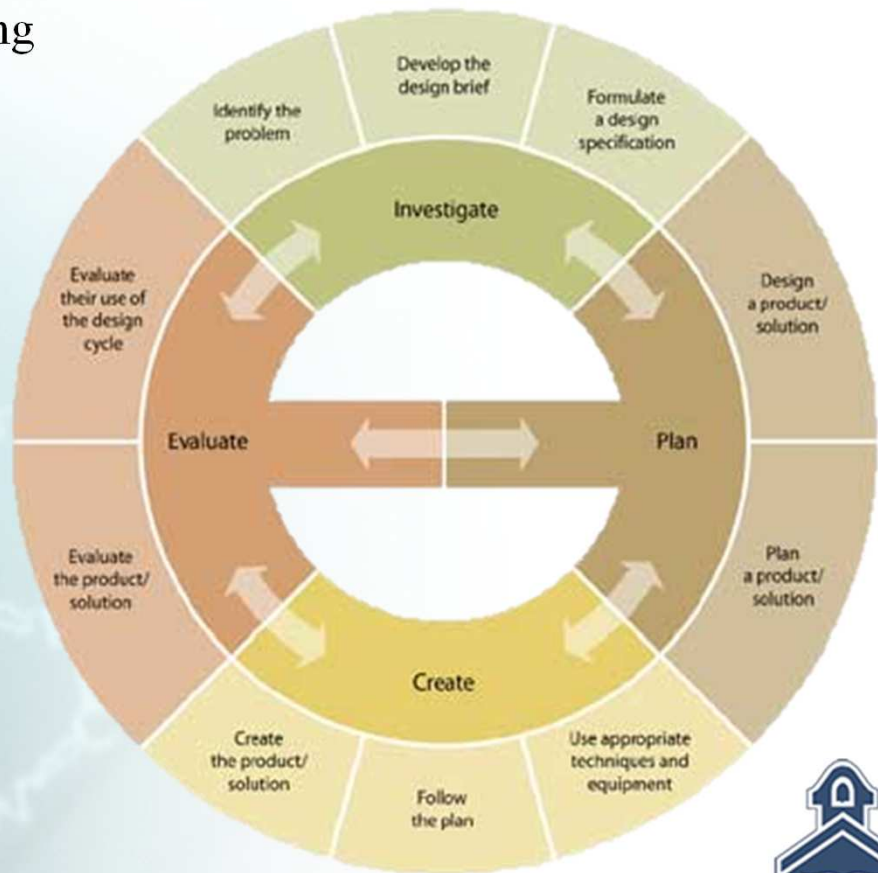 ng
Develop the
design brief
Identify the
problem
Formulate
a design
specification
Investigate
Evaluate
their use of
the design
cycle
Design
a product/
solution
Evaluate
Plan
Evaluate
the product/
solution
Plan
a product/
solution
Create
Create
the product/
solution
Follow
the plan
Use appropriate
techniques and
equipment